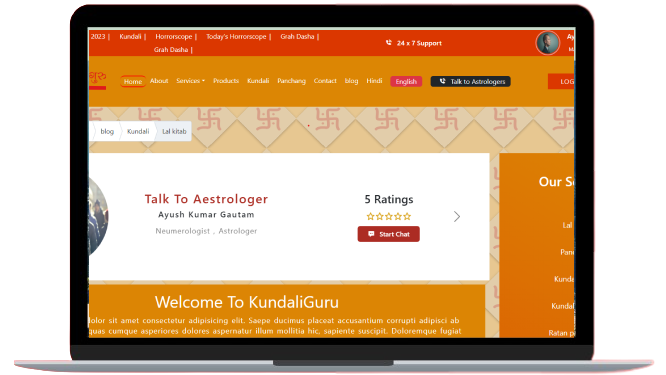 2023 | Kundali | Horrorscope | Today's Horrorscope | Grah Dasha |
Grah Dasha |
24 x 7 Support
Ay
Home About Services Products Kundali Panchang Contact blog Hindi English Talk to Astrologers LOG
blog Kundali Lal kitab
Talk To Aestrologer
Ayush Kumar Gautam
Neumerologist , Astrologer
5 Ratings
Start Chat
Our S
Lal
Pan
Kunda
Kundal
Ratan p
Welcome To KundaliGuru
dolor sit amet consectetur adipisicing elit. Saepe ducimus placeat accusantium corrupti adipisci ab
quas cumque asperiores dolores aspernatur illum mollitia hic, sapiente suscipit. Doloremque fugiat